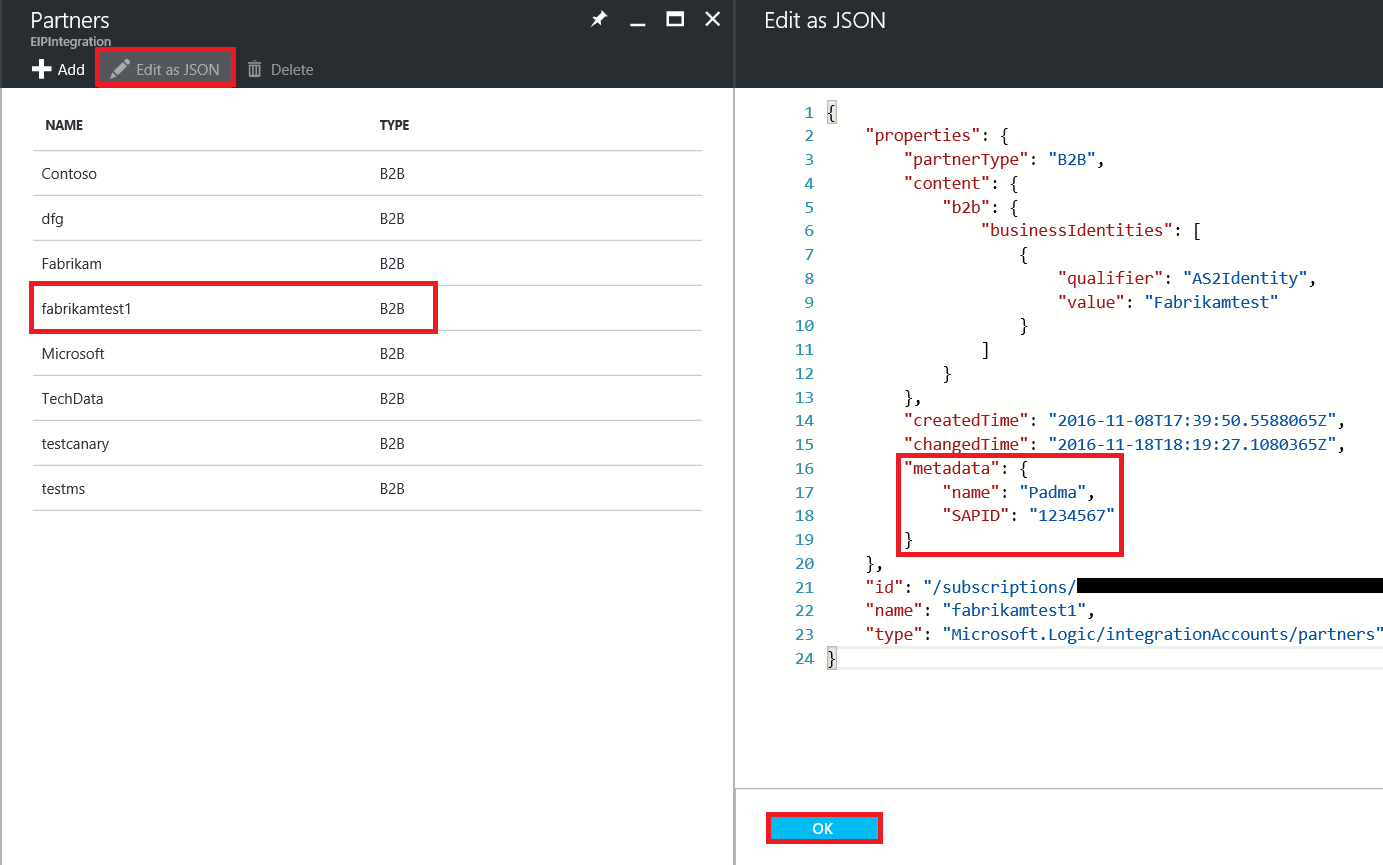 Partners
EIPIntegration
Add
Edit as JSON
Delete
NAME TYPE
Contoso B2B
dfg B2B
Fabrikam B2B
fabrikamtest1 B2B
Microsoft B2B
TechData B2B
testcanary B2B
testms B2B
Edit as JSON
1 {
2 "properties": {
3 "partnerType": "B2B",
4 "content": {
5 "b2b": {
6 "businessIdentities": [
7 {
8 "qualifier": "AS2Identity",
9 "value": "Fabrikamtest"
10 }
11 ]
12 }
13 },
14 "createdTime": "2016-11-08T17:39:50.5588065Z",
15 "changedTime": "2016-11-18T18:19:27.1080365Z",
16 "metadata": {
17 "name": "Padma",
18 "SAPID": "1234567"
19 }
20 },
21 "id": "/subscriptions/
22 "name": "fabrikamtest1",
23 "type": "Microsoft.Logic/integrationAccounts/partners"
24 }
OK